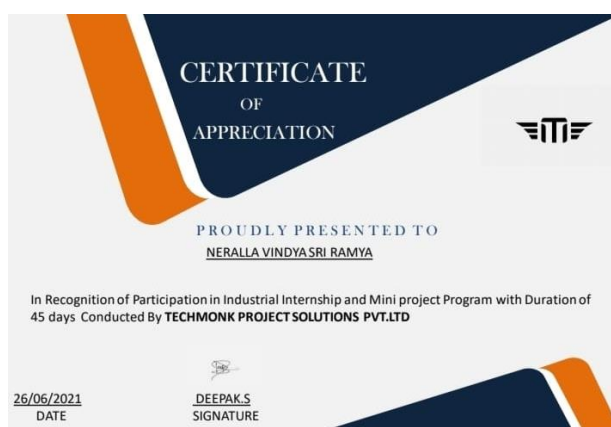 CERTIFICATE
OF
APPRECIATION
PROUDLY PRESENTED TO
NERALLA VINDYA SRI RAMYA
In Recognition of Participation in Industrial Internship and Mini project Program with Duration of
45 days Conducted By TECHMONK PROJECT SOLUTIONS PVT.LTD
26/06/2021
DEEPAK.S
DATE
SIGNATURE